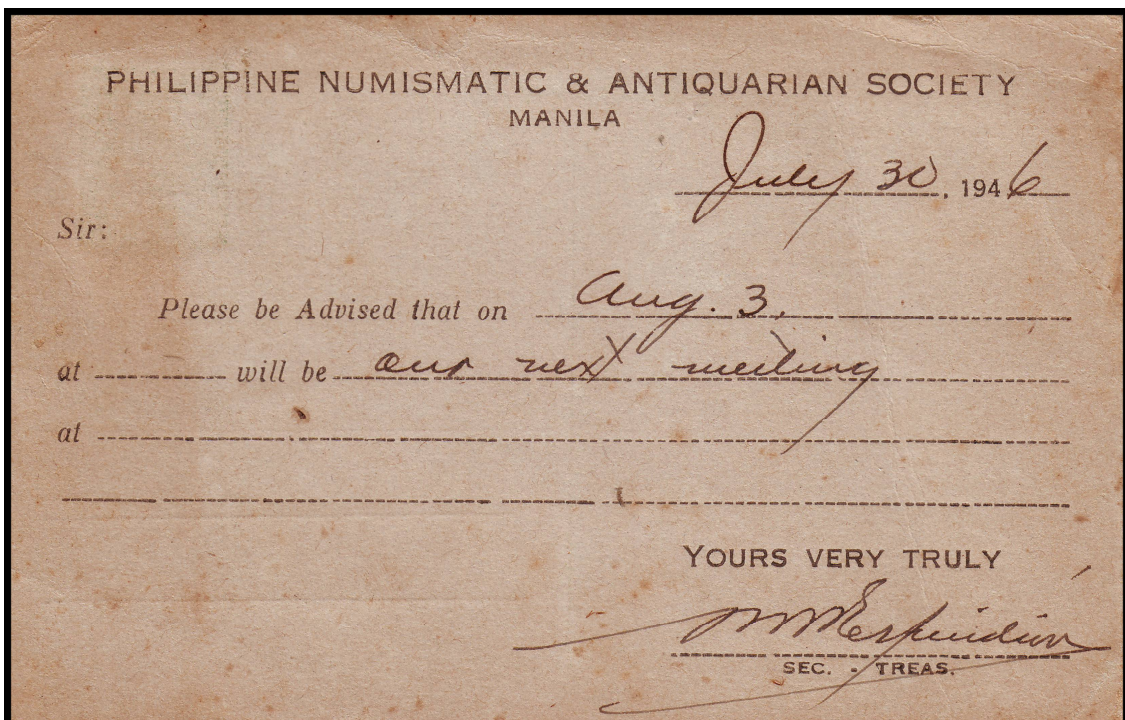 PHILIPPINE NUMISMATIC & ANTIQUARIAN SOCIETY
MANILA
July 30, 1946
Sir:
Please be Advised that on Aug. 3,
at will be our next meeting
at
YOURS VERY TRULY
SEC. - TREAS.